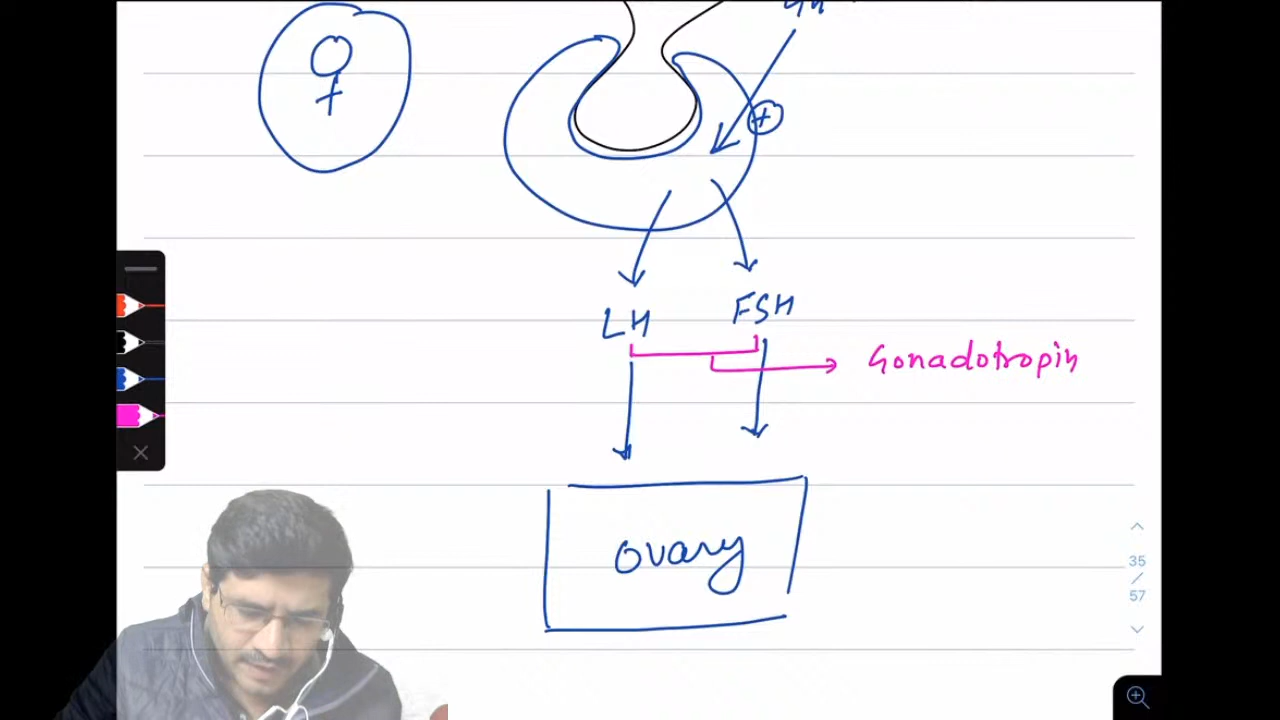 ♀
+
LH FSH
Gonadotropin
ovary
35
/
57